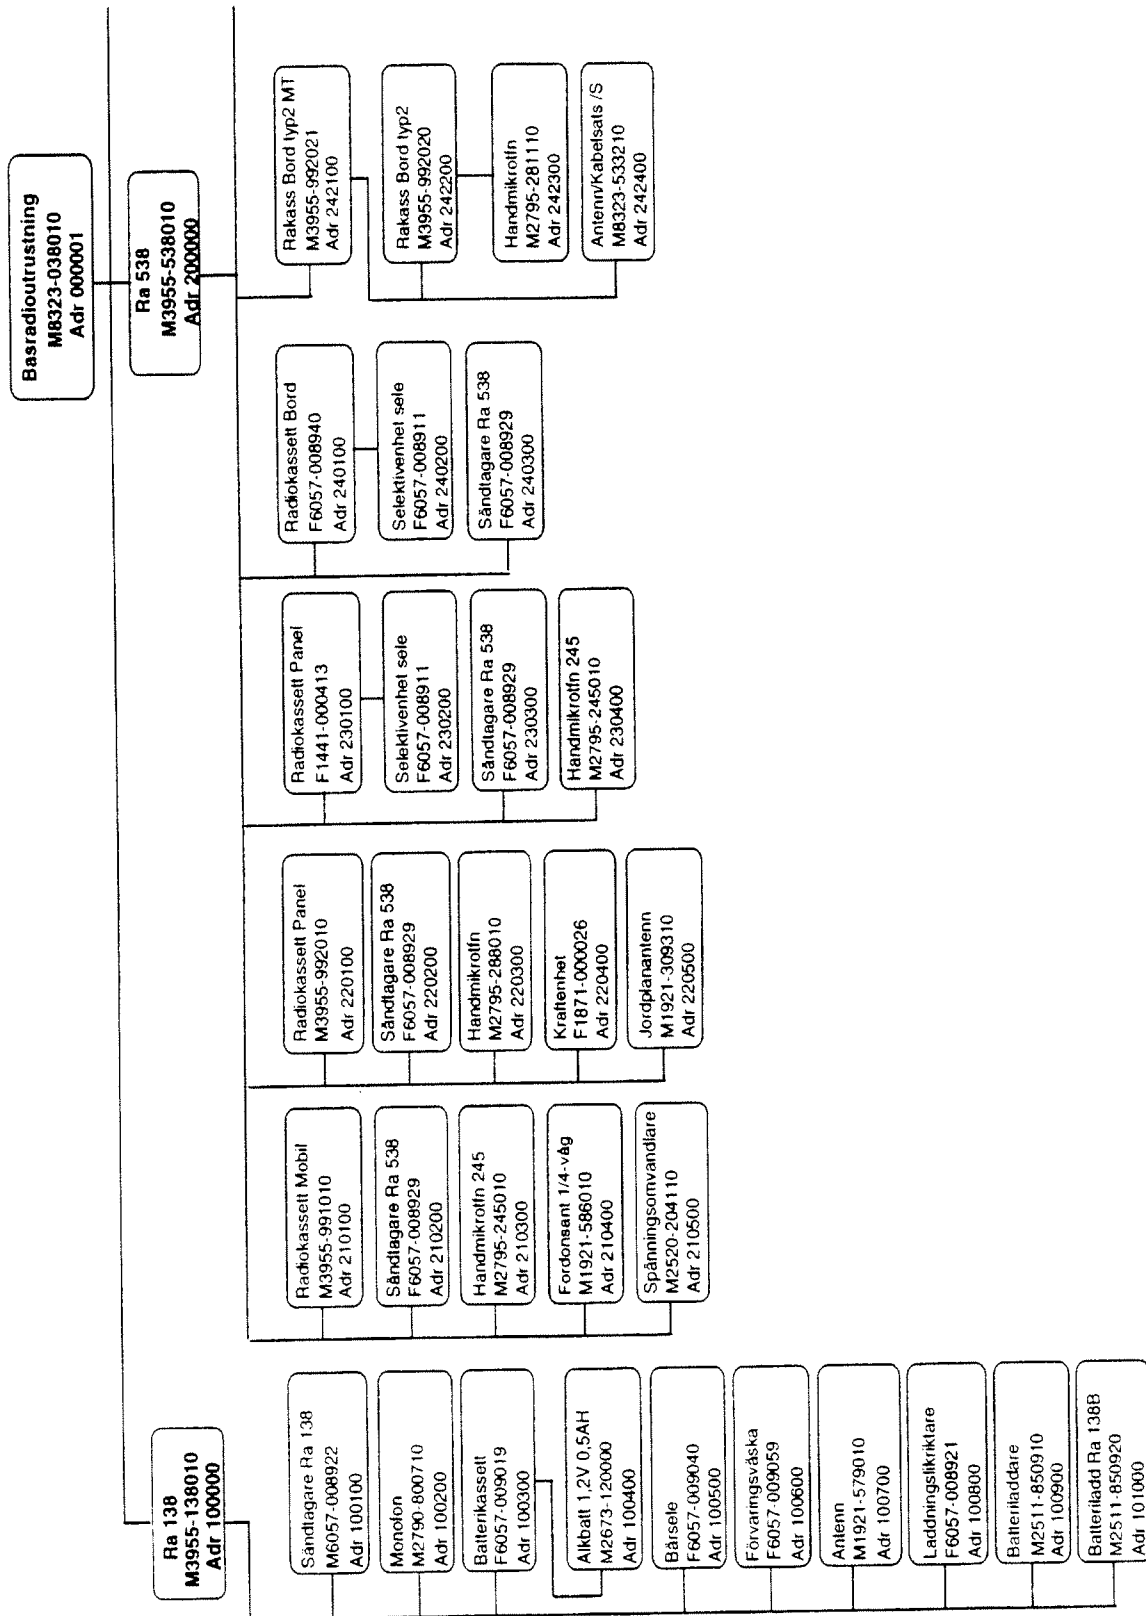 Basradioutrustning
M8323-038010
Adr 000001
Ra 138
M3955-138010
Adr 100000
Ra 538
M3955-538010
Adr 200000
Sändtagare Ra 138
M6057-008922
Adr 100100
Monofon
M2790-800710
Adr 100200
Batterikassett
F6057-009019
Adr 100300
Alkbatt 1,2V 0,5AH
M2673-120000
Adr 100400
Bärsele
F6057-009040
Adr 100500
Förvaringsväska
F6057-009059
Adr 100600
Antenn
M1921-579010
Adr 100700
Laddningslikriktare
F6057-008921
Adr 100800
Batteriladdare
M2511-850910
Adr 100900
Batteriladd Ra 138B
M2511-850920
Adr 101000
Radiokassett Mobil
M3955-991010
Adr 210100
Sändtagare Ra 538
F6057-008929
Adr 210200
Handmikrotfn 245
M2795-245010
Adr 210300
Fordonsant 1/4-våg
M1921-586010
Adr 210400
Spänningsomvandlare
M2520-204110
Adr 210500
Radiokassett Panel
M3955-992010
Adr 220100
Sändtagare Ra 538
F6057-008929
Adr 220200
Handmikrotfn
M2795-288010
Adr 220300
Kraftenhet
F1871-000026
Adr 220400
Jordplanantenn
M1921-309310
Adr 220500
Radiokassett Panel
F1441-000413
Adr 230100
Selektivenhet sele
F6057-008911
Adr 230200
Sändtagare Ra 538
F6057-008929
Adr 230300
Handmikrotfn 245
M2795-245010
Adr 230400
Radiokassett Bord
F6057-008940
Adr 240100
Selektivenhet sele
F6057-008911
Adr 240200
Sändtagare Ra 538
F6057-008929
Adr 240300
Rakass Bord typ2 MT
M3955-992021
Adr 242100
Rakass Bord typ2
M3955-992020
Adr 242200
Handmikrotfn
M2795-281110
Adr 242300
Antenn/Kabelsats /S
M8323-533210
Adr 242400